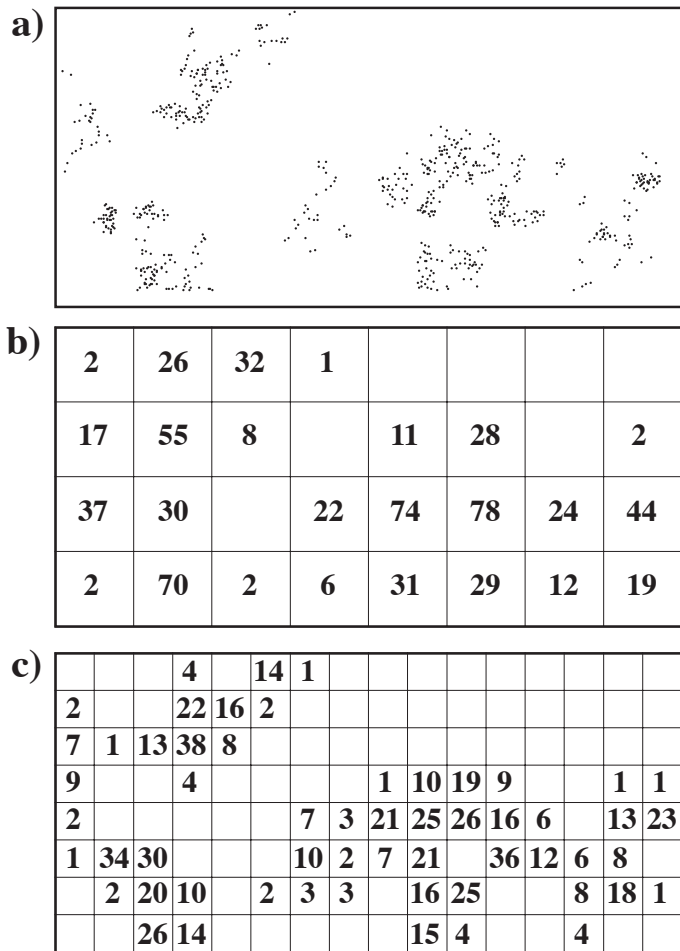 a)
b)
2 26 32 1
17 55 8 11 28 2
37 30 22 74 78 24 44
2 70 2 6 31 29 12 19
c)
4 14 1
2 22 16 2
7 1 13 38 8
9 4 1 10 19 9 1 1
2 7 3 21 25 26 16 6 13 23
1 34 30 10 2 7 21 36 12 6 8
2 20 10 2 3 3 16 25 8 18 1
26 14 15 4 4